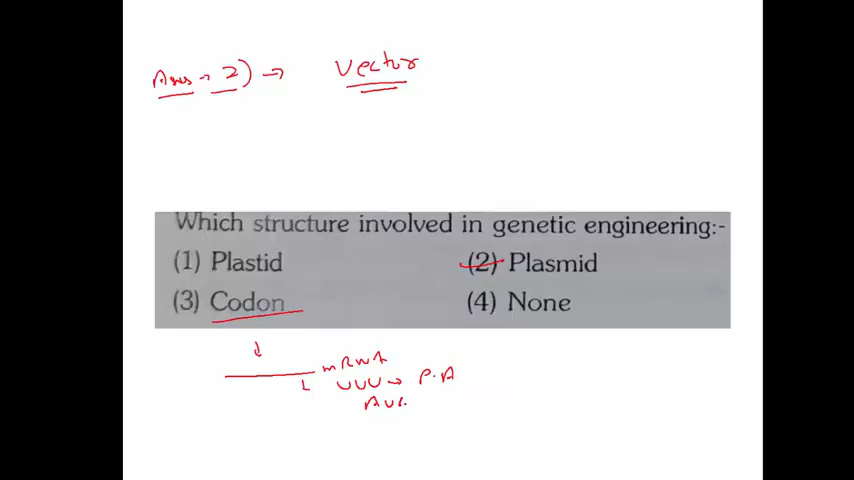 Ans → 2) → Vector
Which structure involved in genetic engineering:-
(1) Plastid (2) Plasmid
(3) Codon (4) None
↓ mRNA
UUU → P.A